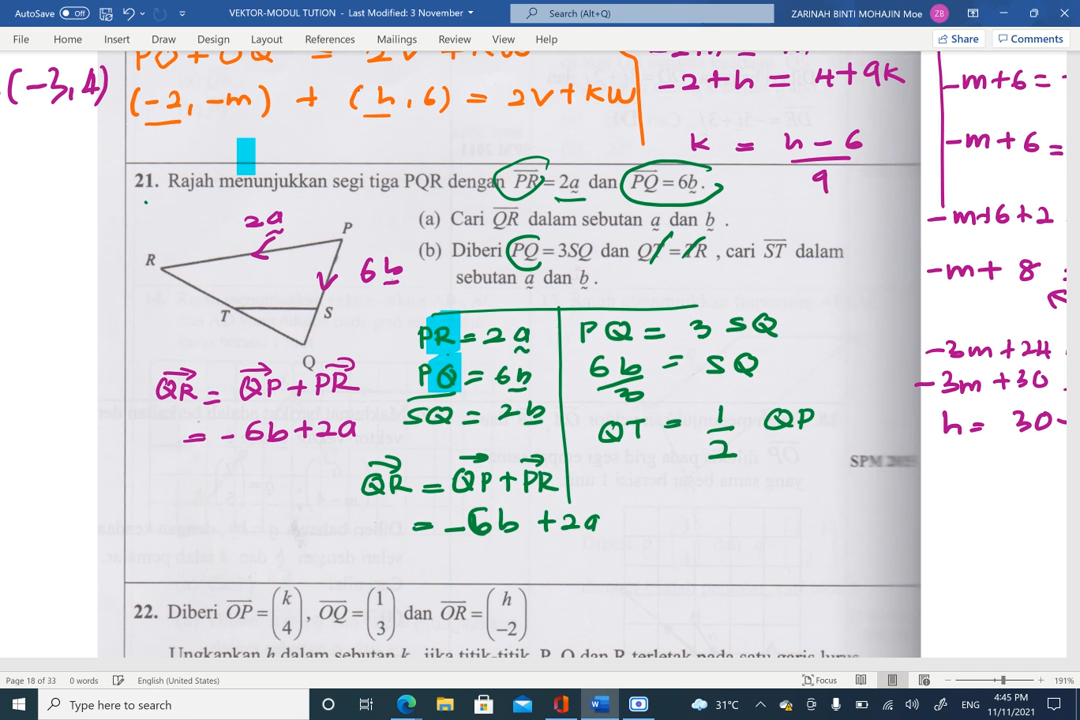 AutoSave Off VEKTOR-MODUL TUTION - Last Modified: 3 November Search (Alt+Q) ZARINAH BINTI MOHAJIN Moe ZB
File Home Insert Draw Design Layout References Mailings Review View Help Share Comments
PO + OQ = 2V + KW
(-3,4)
(-2, -m) + (h, 6) = 2V + KW
-2 + h = 4 + 9K
K = h - 6
9
-m+6 =
-m+6 =
-m+6+2
-m + 8
-3m+24
-3m+30
h = 30
21. Rajah menunjukkan segi tiga PQR dengan PR = 2a dan PQ = 6b.
(a) Cari QR dalam sebutan a dan b .
(b) Diberi PQ = 3SQ dan QT = TR , cari ST dalam
sebutan a dan b .
2a
P
R
6b
T
S
Q
QR = QP + PR
= -6b + 2a
PR = 2a
PQ = 6b
SQ = 2b
PQ = 3 SQ
6b = SQ
3
QT = 1 QP
2
QR = QP + PR
= -6b + 2a
22. Diberi OP = (k 4), OQ = (1 3) dan OR = (h -2)
Ungkapkan h dalam sebutan k, jika titik-titik P, Q dan R terletak pada satu garis lurus
Page 18 of 33 0 words English (United States) Focus 191%
Type here to search 31°C ENG 4:45 PM
11/11/2021